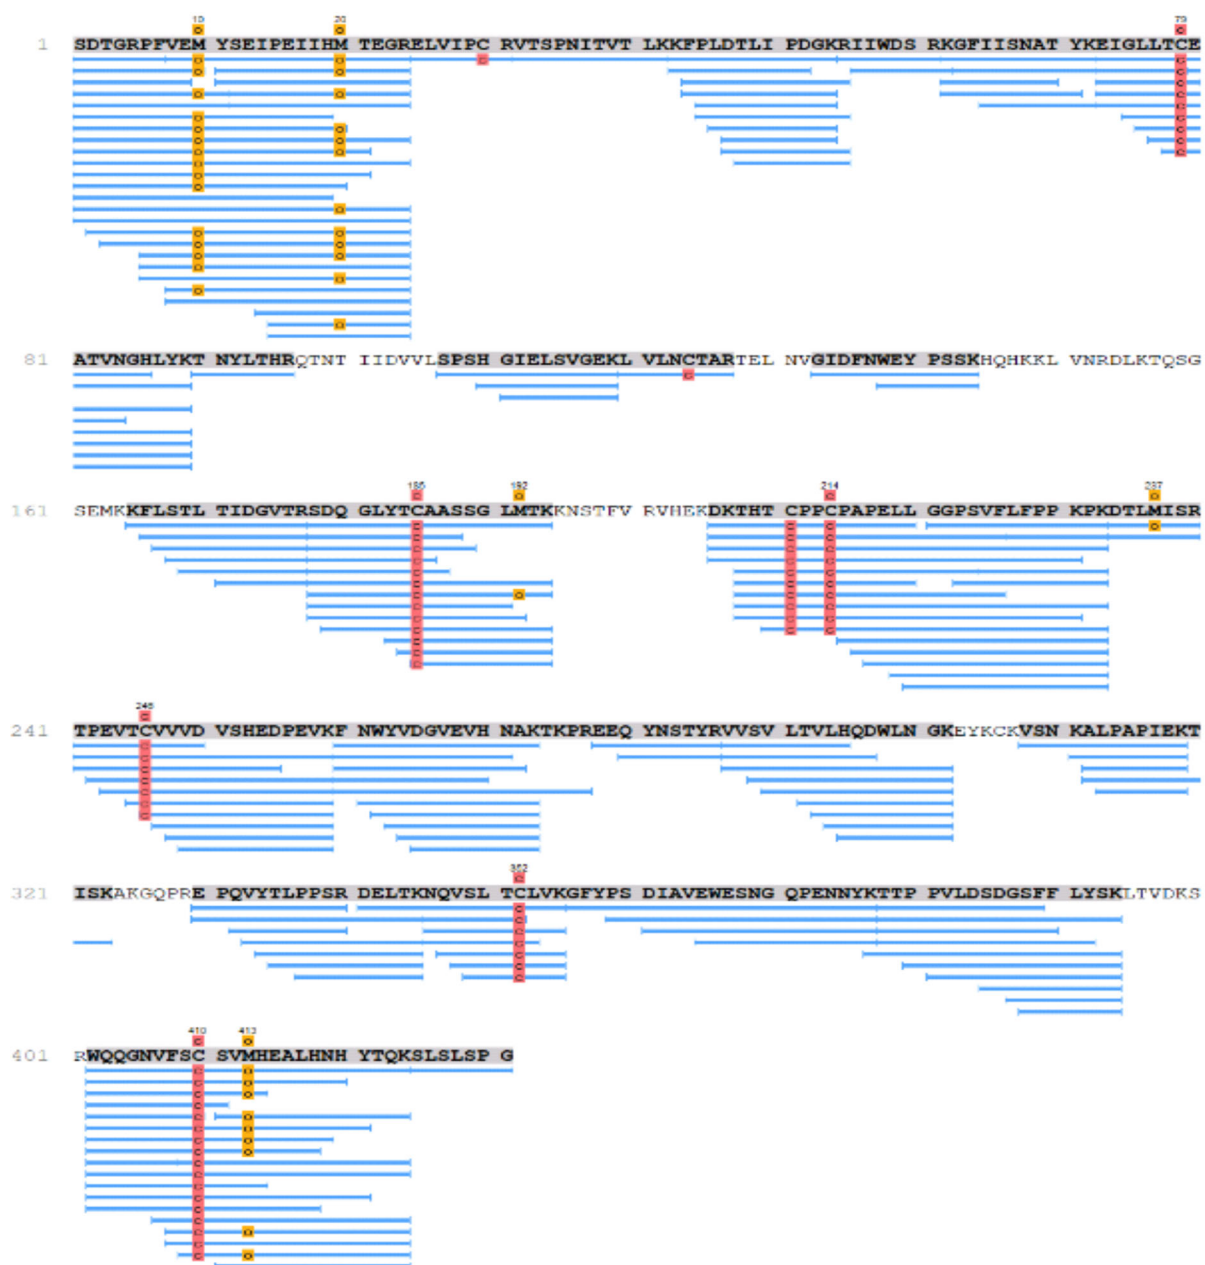 10 20 79
o o c
1 SDTGRPFVEM YSEIPEIIHM TEGRELVIPC RVTSPNITVT LKKFPLDTLI PDGKRIIWDS RKGFIISNAT YKEIGLLTCE
81 ATVNGHLYKT NYLTHRQTNT IIDVVLSPSH GIELSVGEKL VLNCTARTEL NVGIDFNWEY PSSKHQHKKL VNRDLKTQSG
185 192 214 237
c o c o
161 SEMKKFLSTL TIDGVTRSDQ GLYTCAASSG LMTKKNSTFV RVHEKDKTHT CPPCPAPELL GGPSVFLFPP KPKDTLMISR
246
c
241 TPEVTCVVVD VSHEDPEVKF NWYVDGVEVH NAKTKPREEQ YNSTYRVVSV LTVLHQDWLN GKEYKCKVSN KALPAPIEKT
352
c
321 ISKAKGQPRE PQVYTLPPSR DELTKNQVSL TCLVKGFYPS DIAVEWESNG QPENNYKTTP PVLDSDGSFF LYSKLTVDKS
410 413
c o
401 RWQQGNVFSC SVMHEALHNH YTQKSLSLSP G